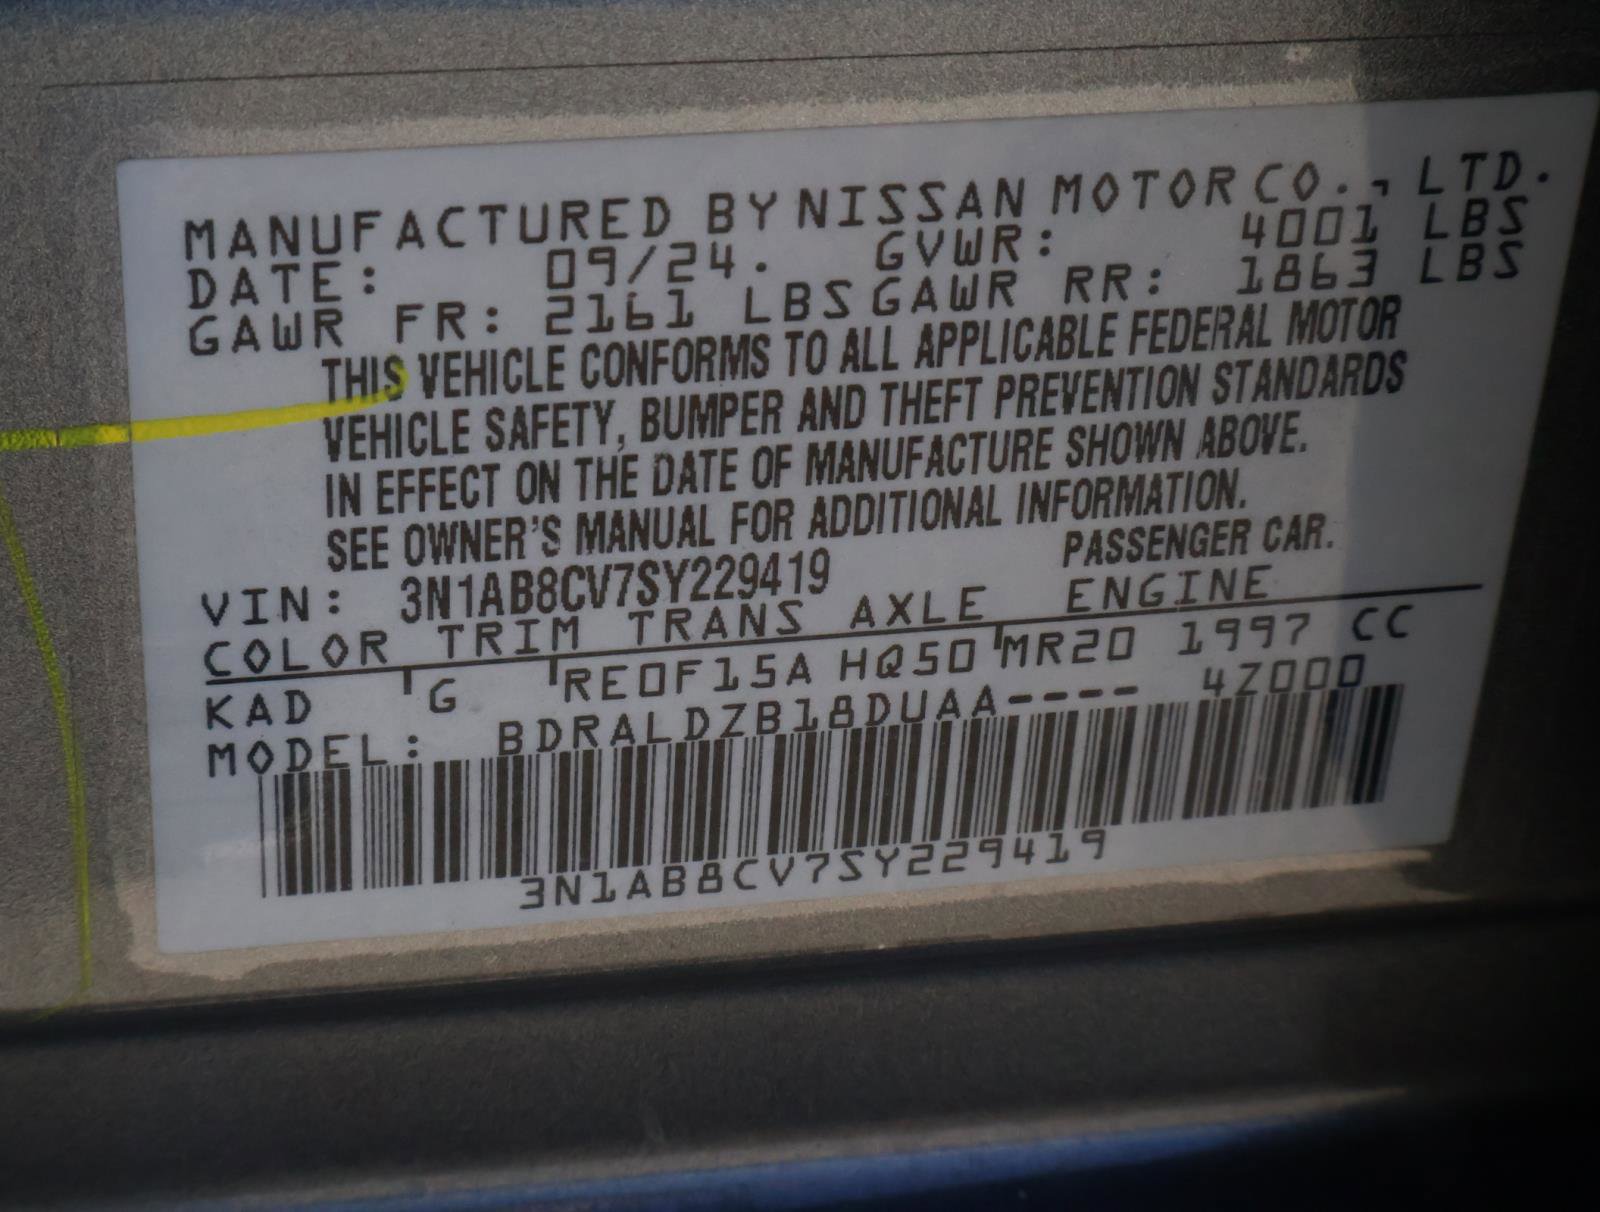 MANUFACTURED BY NISSAN MOTOR CO., LTD.
DATE: 09/24. GVWR: 4001 LBS
GAWR FR: 2161 LBS GAWR RR: 1863 LBS
THIS VEHICLE CONFORMS TO ALL APPLICABLE FEDERAL MOTOR
VEHICLE SAFETY, BUMPER AND THEFT PREVENTION STANDARDS
IN EFFECT ON THE DATE OF MANUFACTURE SHOWN ABOVE.
SEE OWNER'S MANUAL FOR ADDITIONAL INFORMATION.
VIN: 3N1AB8CV7SY229419 PASSENGER CAR.
COLOR TRIM TRANS AXLE ENGINE
KAD G RE0F15A HQ50 MR20 1997 CC
MODEL: BDRALDZB18DUAA---- 4Z000
3N1AB8CV7SY229419